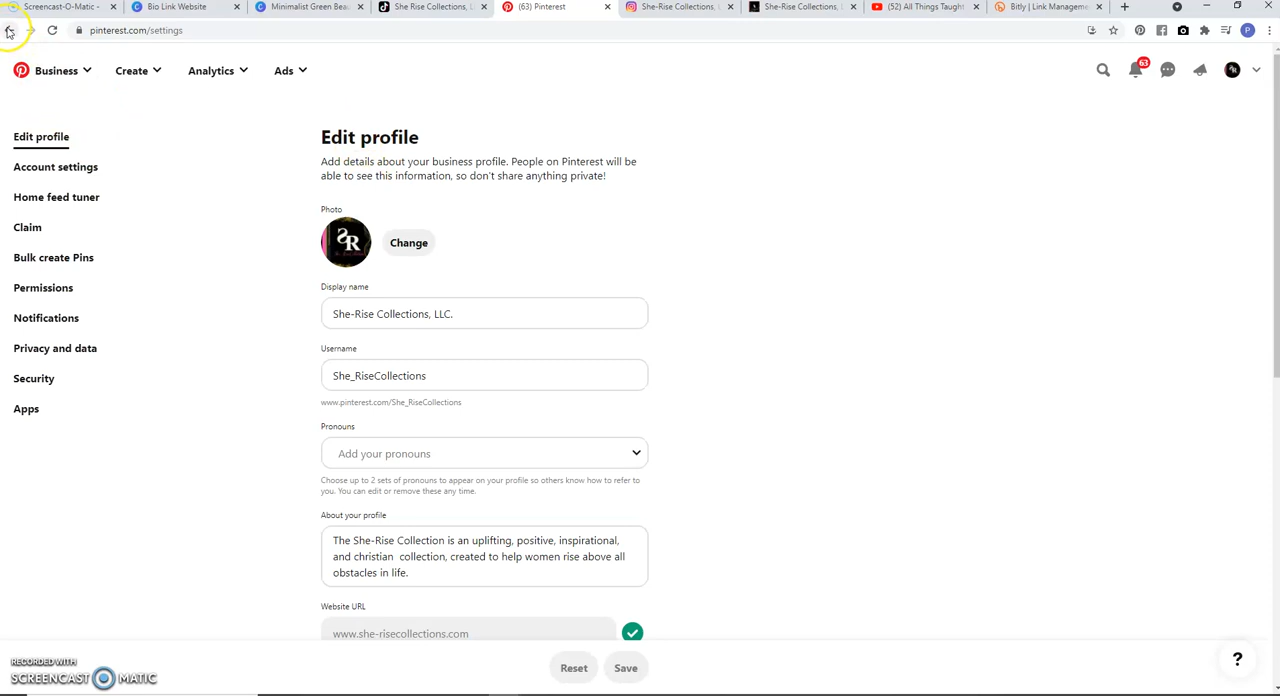 Screencast-O-Matic -
Bio Link Website
Minimalist Green Beau
She Rise Collections, L
(63) Pinterest
She-Rise Collections,
She-Rise Collections, L
(52) All Things Taught
Bitly | Link Manageme
pinterest.com/settings
P
Business
Create
Analytics
Ads
63
Edit profile
Account settings
Home feed tuner
Claim
Bulk create Pins
Permissions
Notifications
Privacy and data
Security
Apps
Edit profile
Add details about your business profile. People on Pinterest will be
able to see this information, so don't share anything private!
Photo
SR
Change
Display name
She-Rise Collections, LLC.
Username
She_RiseCollections
www.pinterest.com/She_RiseCollections
Pronouns
Add your pronouns
Choose up to 2 sets of pronouns to appear on your profile so others know how to refer to
you. You can edit or remove these any time.
About your profile
The She-Rise Collection is an uplifting, positive, inspirational,
and christian collection, created to help women rise above all
obstacles in life.
Website URL
www.she-risecollections.com
Reset
Save
?
RECORDED WITH
SCREENCAST MATIC